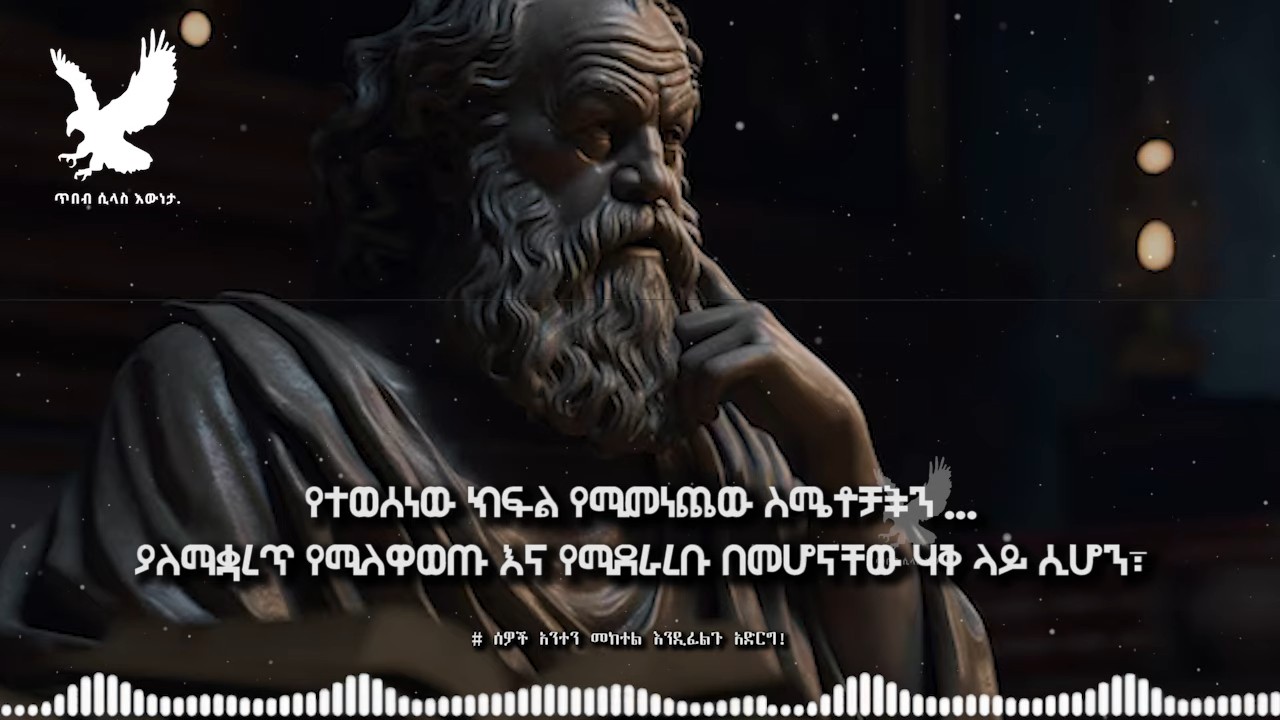 ጥበብ ሲላስ እውነታ.
የተወሰነው ክፍል የሚመነጨው ስሜቶቻችን ...
ያለማቋረጥ የሚለዋወጡ እና የሚደራረቡ በመሆናቸው ሃቅ ላይ ሲሆን፣
# ሰዎች አንተን መከተል እንዲፈልጉ አድርግ!